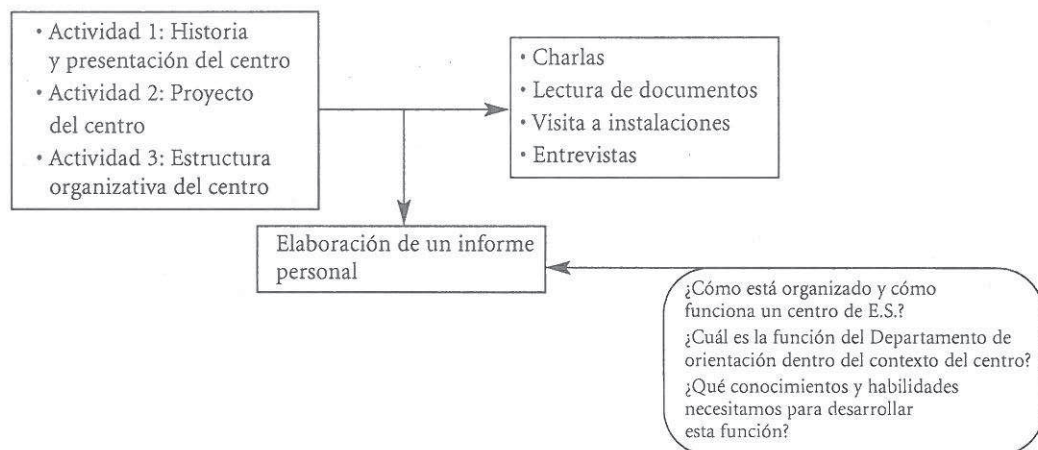 • Actividad 1: Historia
y presentación del centro
• Actividad 2: Proyecto
del centro
• Actividad 3: Estructura
organizativa del centro
• Charlas
• Lectura de documentos
• Visita a instalaciones
• Entrevistas
Elaboración de un informe
personal
¿Cómo está organizado y cómo
funciona un centro de E.S.?
¿Cuál es la función del Departamento de
orientación dentro del contexto del centro?
¿Qué conocimientos y habilidades
necesitamos para desarrollar
esta función?